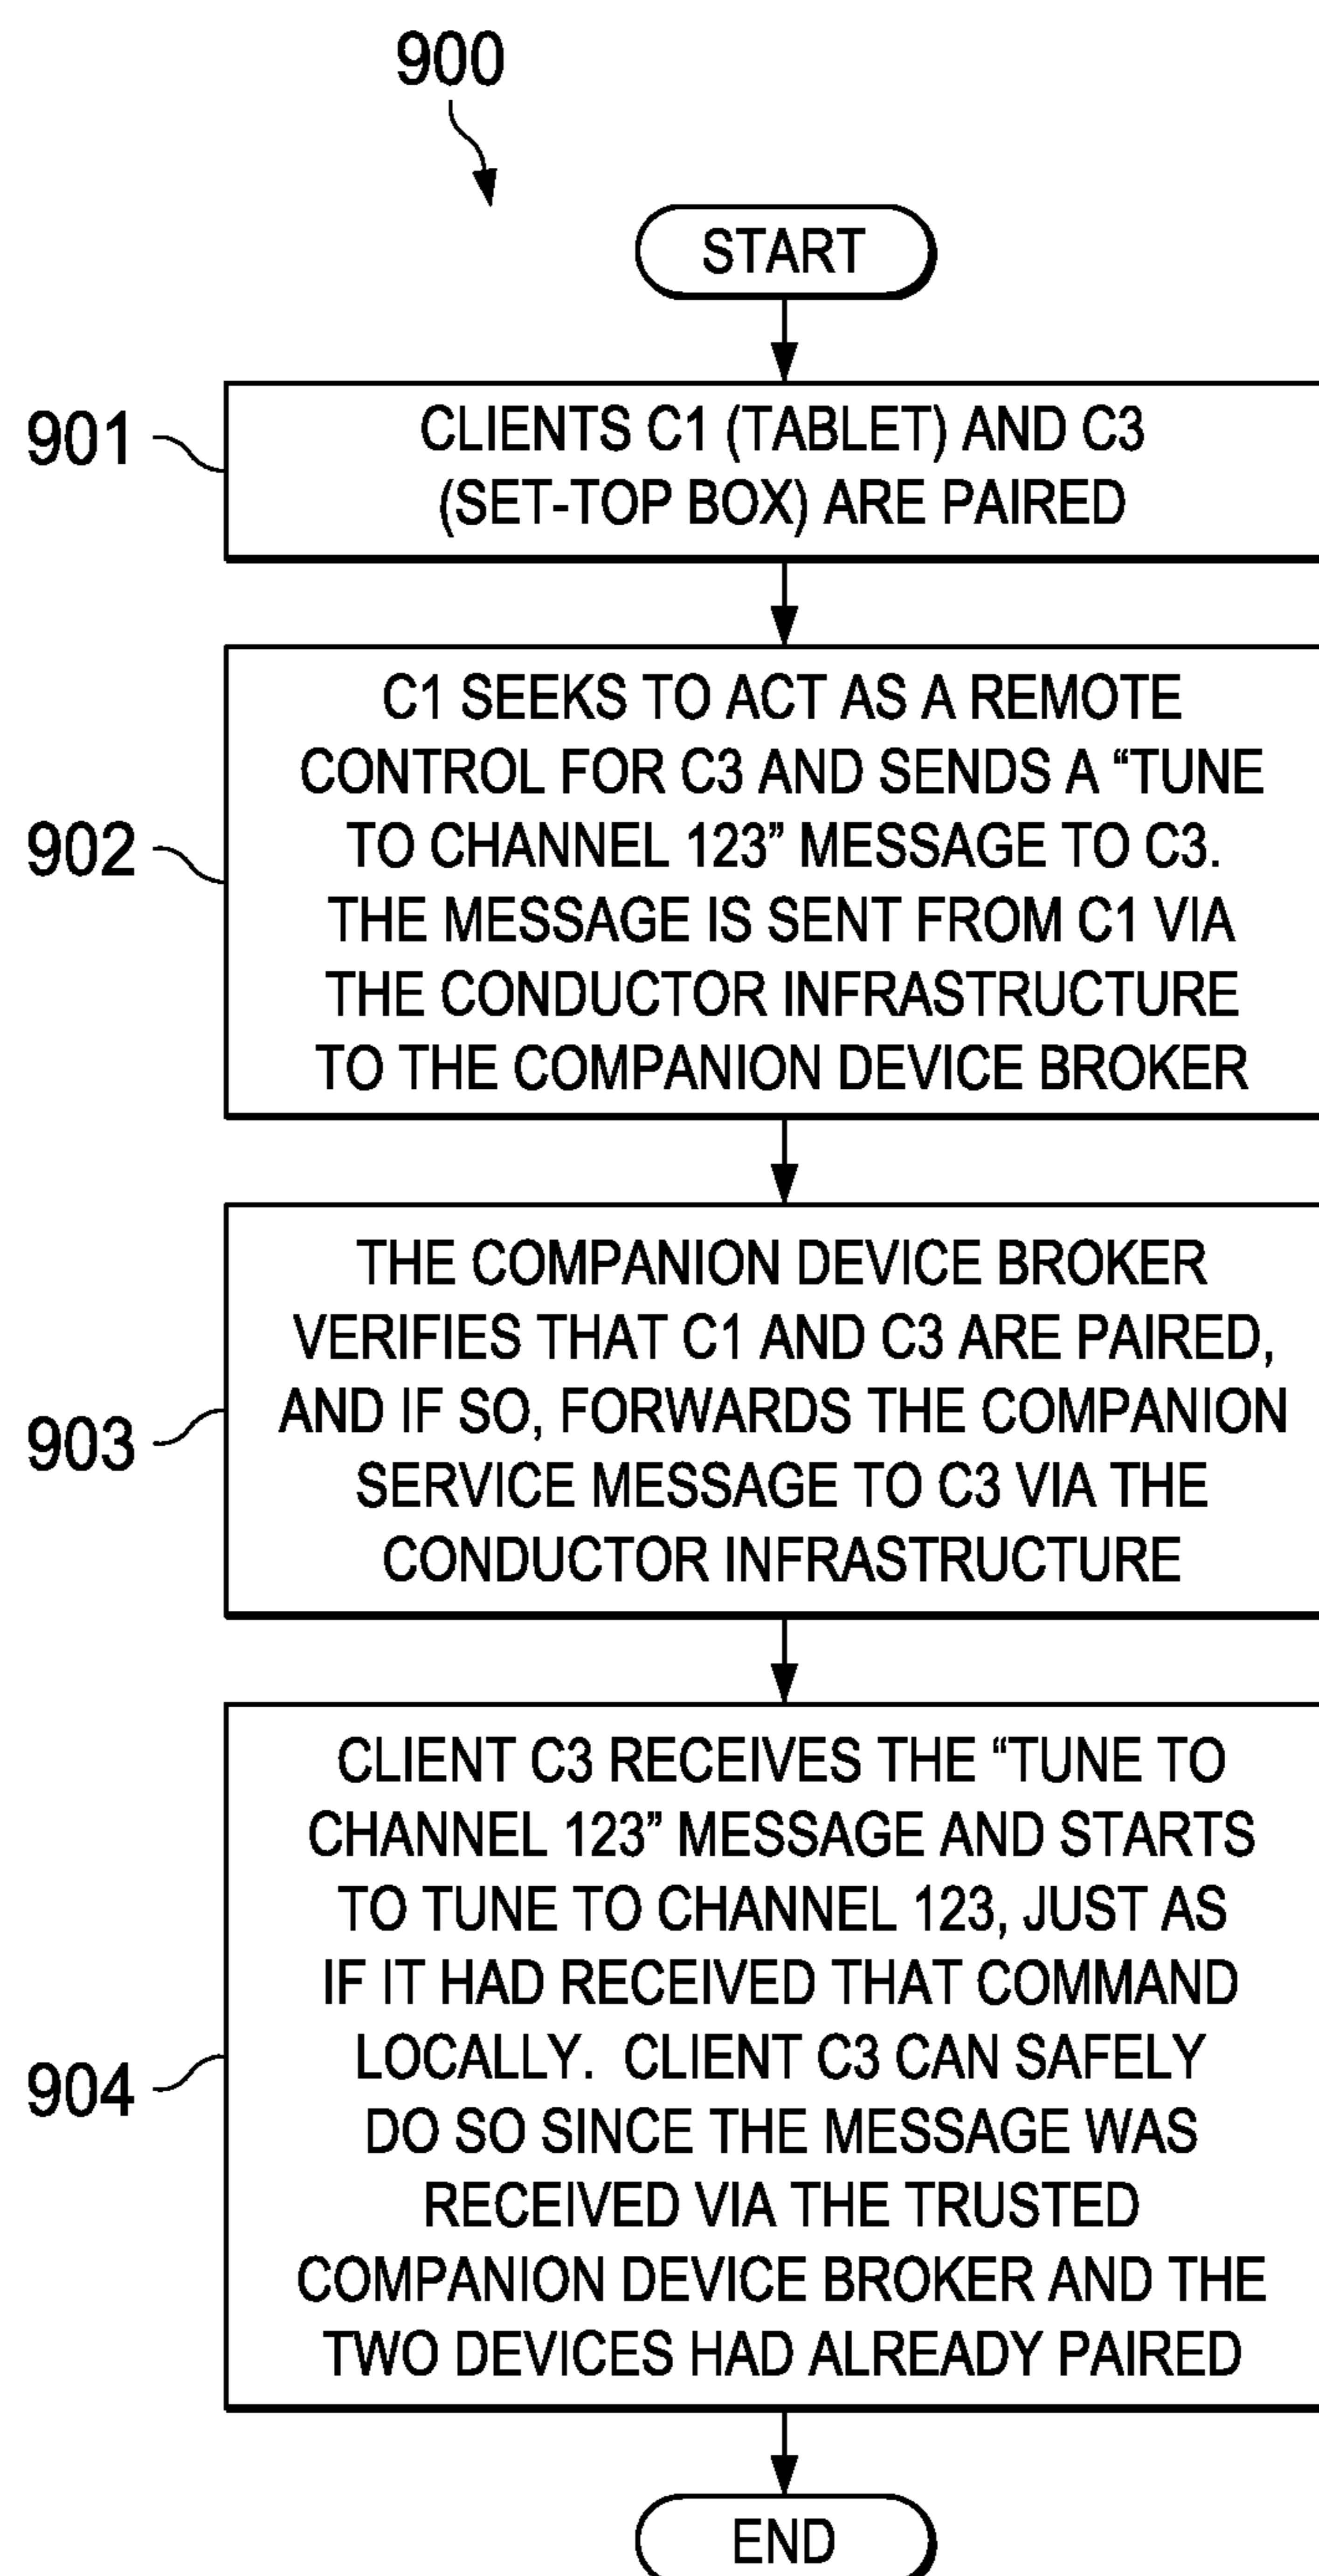 900
START
901
CLIENTS C1 (TABLET) AND C3
(SET-TOP BOX) ARE PAIRED
902
C1 SEEKS TO ACT AS A REMOTE
CONTROL FOR C3 AND SENDS A “TUNE
TO CHANNEL 123” MESSAGE TO C3.
THE MESSAGE IS SENT FROM C1 VIA
THE CONDUCTOR INFRASTRUCTURE
TO THE COMPANION DEVICE BROKER
903
THE COMPANION DEVICE BROKER
VERIFIES THAT C1 AND C3 ARE PAIRED,
AND IF SO, FORWARDS THE COMPANION
SERVICE MESSAGE TO C3 VIA THE
CONDUCTOR INFRASTRUCTURE
904
CLIENT C3 RECEIVES THE “TUNE TO
CHANNEL 123” MESSAGE AND STARTS
TO TUNE TO CHANNEL 123, JUST AS
IF IT HAD RECEIVED THAT COMMAND
LOCALLY. CLIENT C3 CAN SAFELY
DO SO SINCE THE MESSAGE WAS
RECEIVED VIA THE TRUSTED
COMPANION DEVICE BROKER AND THE
TWO DEVICES HAD ALREADY PAIRED
END